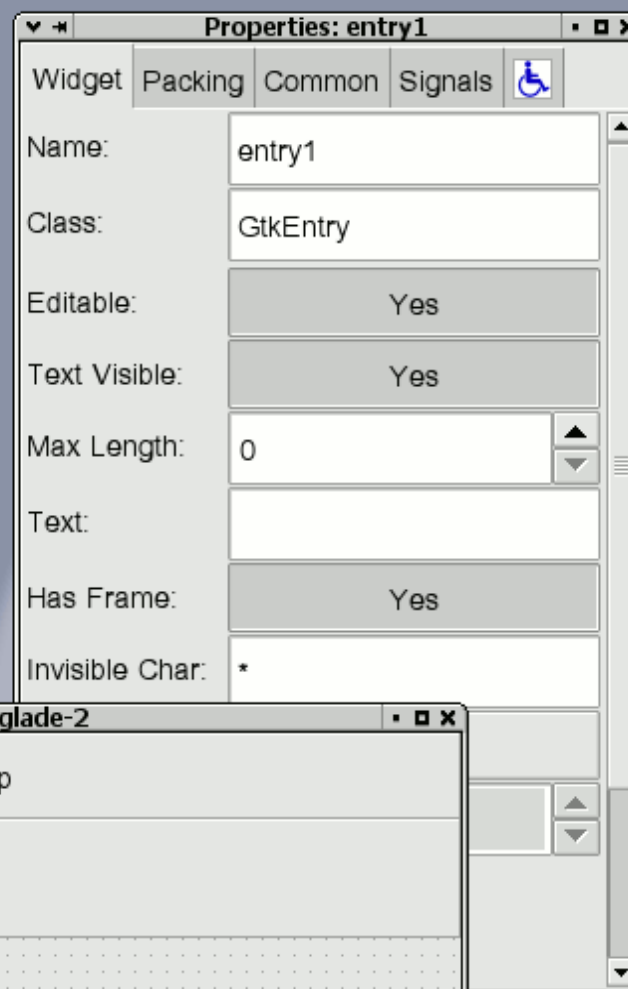 Properties: entry1
Widget Packing Common Signals
Name: entry1
Class: GtkEntry
Editable: Yes
Text Visible: Yes
Max Length: 0
Text:
Has Frame: Yes
Invisible Char: *
glade-2
p